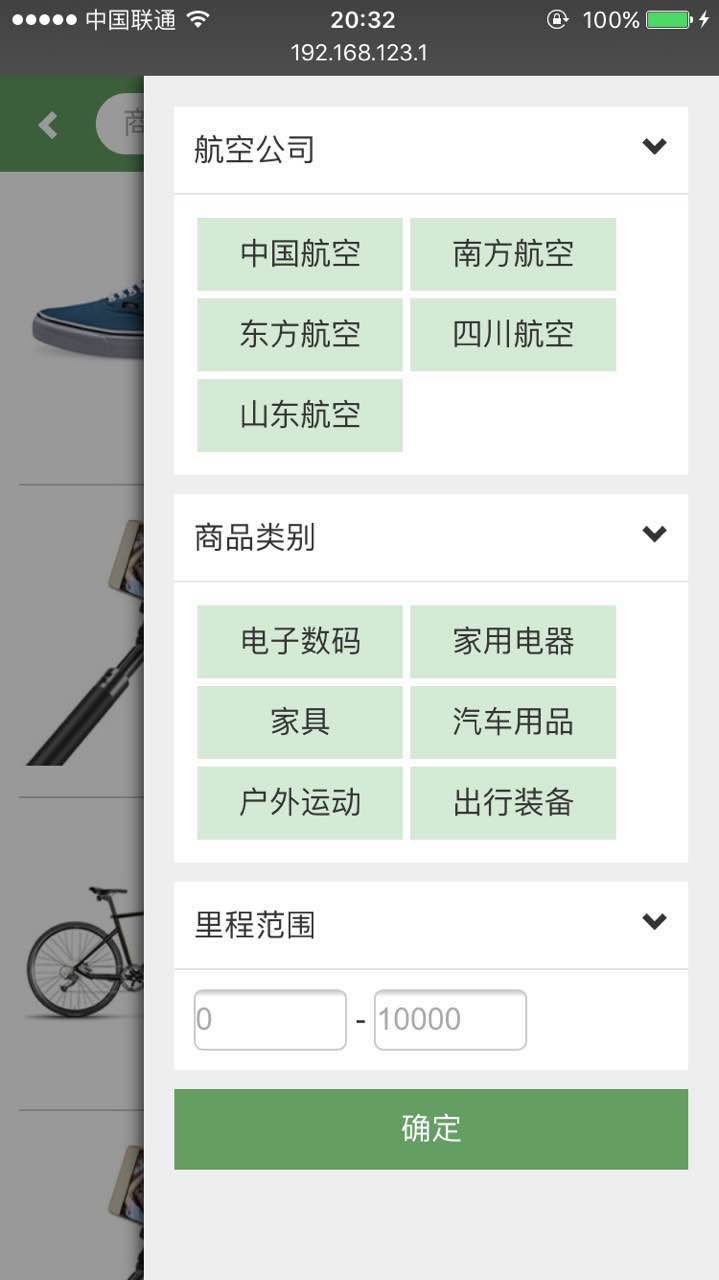 中国联通 20:32 100%
192.168.123.1
商
航空公司
中国航空 南方航空
东方航空 四川航空
山东航空
商品类别
电子数码 家用电器
家具 汽车用品
户外运动 出行装备
里程范围
0 - 10000
确定